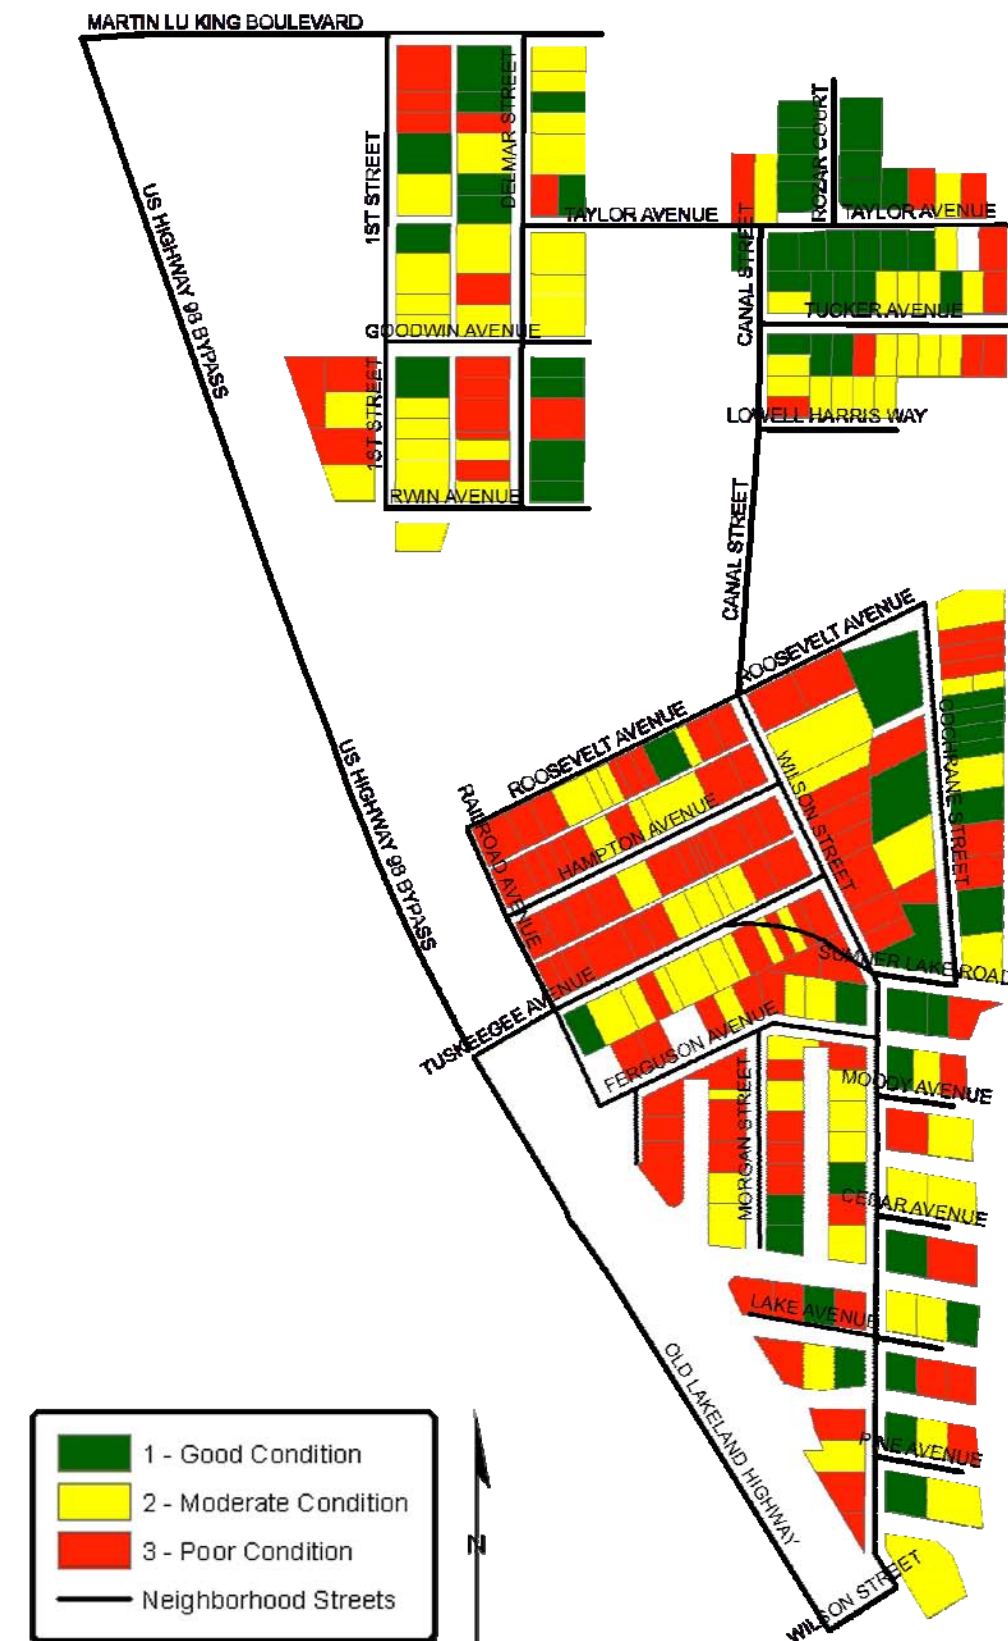 MARTIN LU KING BOULEVARD
1ST STREET
DELMAR STREET
ROZAR COURT
TAYLOR AVENUE
TAYLOR AVENUE
US HIGHWAY 98 BYPASS
CANAL STREET
TUCKER AVENUE
GOODWIN AVENUE
1ST STREET
LOWELL HARRIS WAY
RWIN AVENUE
CANAL STREET
ROOSEVELT AVENUE
ROOSEVELT AVENUE
COCHRANE STREET
US HIGHWAY 98 BYPASS
WILSON STREET
RAILROAD AVENUE
HAMPTON AVENUE
SUMNER LAKE ROAD
TUSKEEGEE AVENUE
FERGUSON AVENUE
MOODY AVENUE
MORGAN STREET
CEDAR AVENUE
LAKE AVENUE
OLD LAKELAND HIGHWAY
PINE AVENUE
WILSON STREET
1 - Good Condition
2 - Moderate Condition
3 - Poor Condition
Neighborhood Streets
N